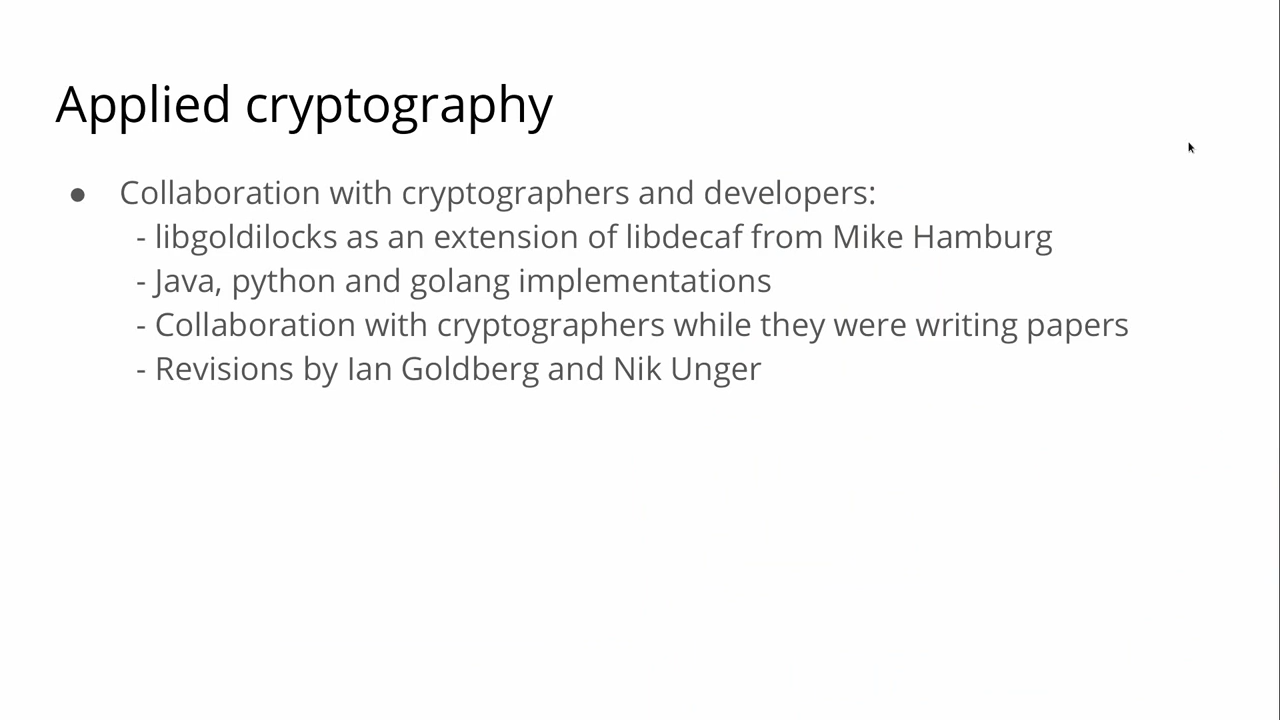 Applied cryptography
● Collaboration with cryptographers and developers:
- libgoldilocks as an extension of libdecaf from Mike Hamburg
- Java, python and golang implementations
- Collaboration with cryptographers while they were writing papers
- Revisions by Ian Goldberg and Nik Unger